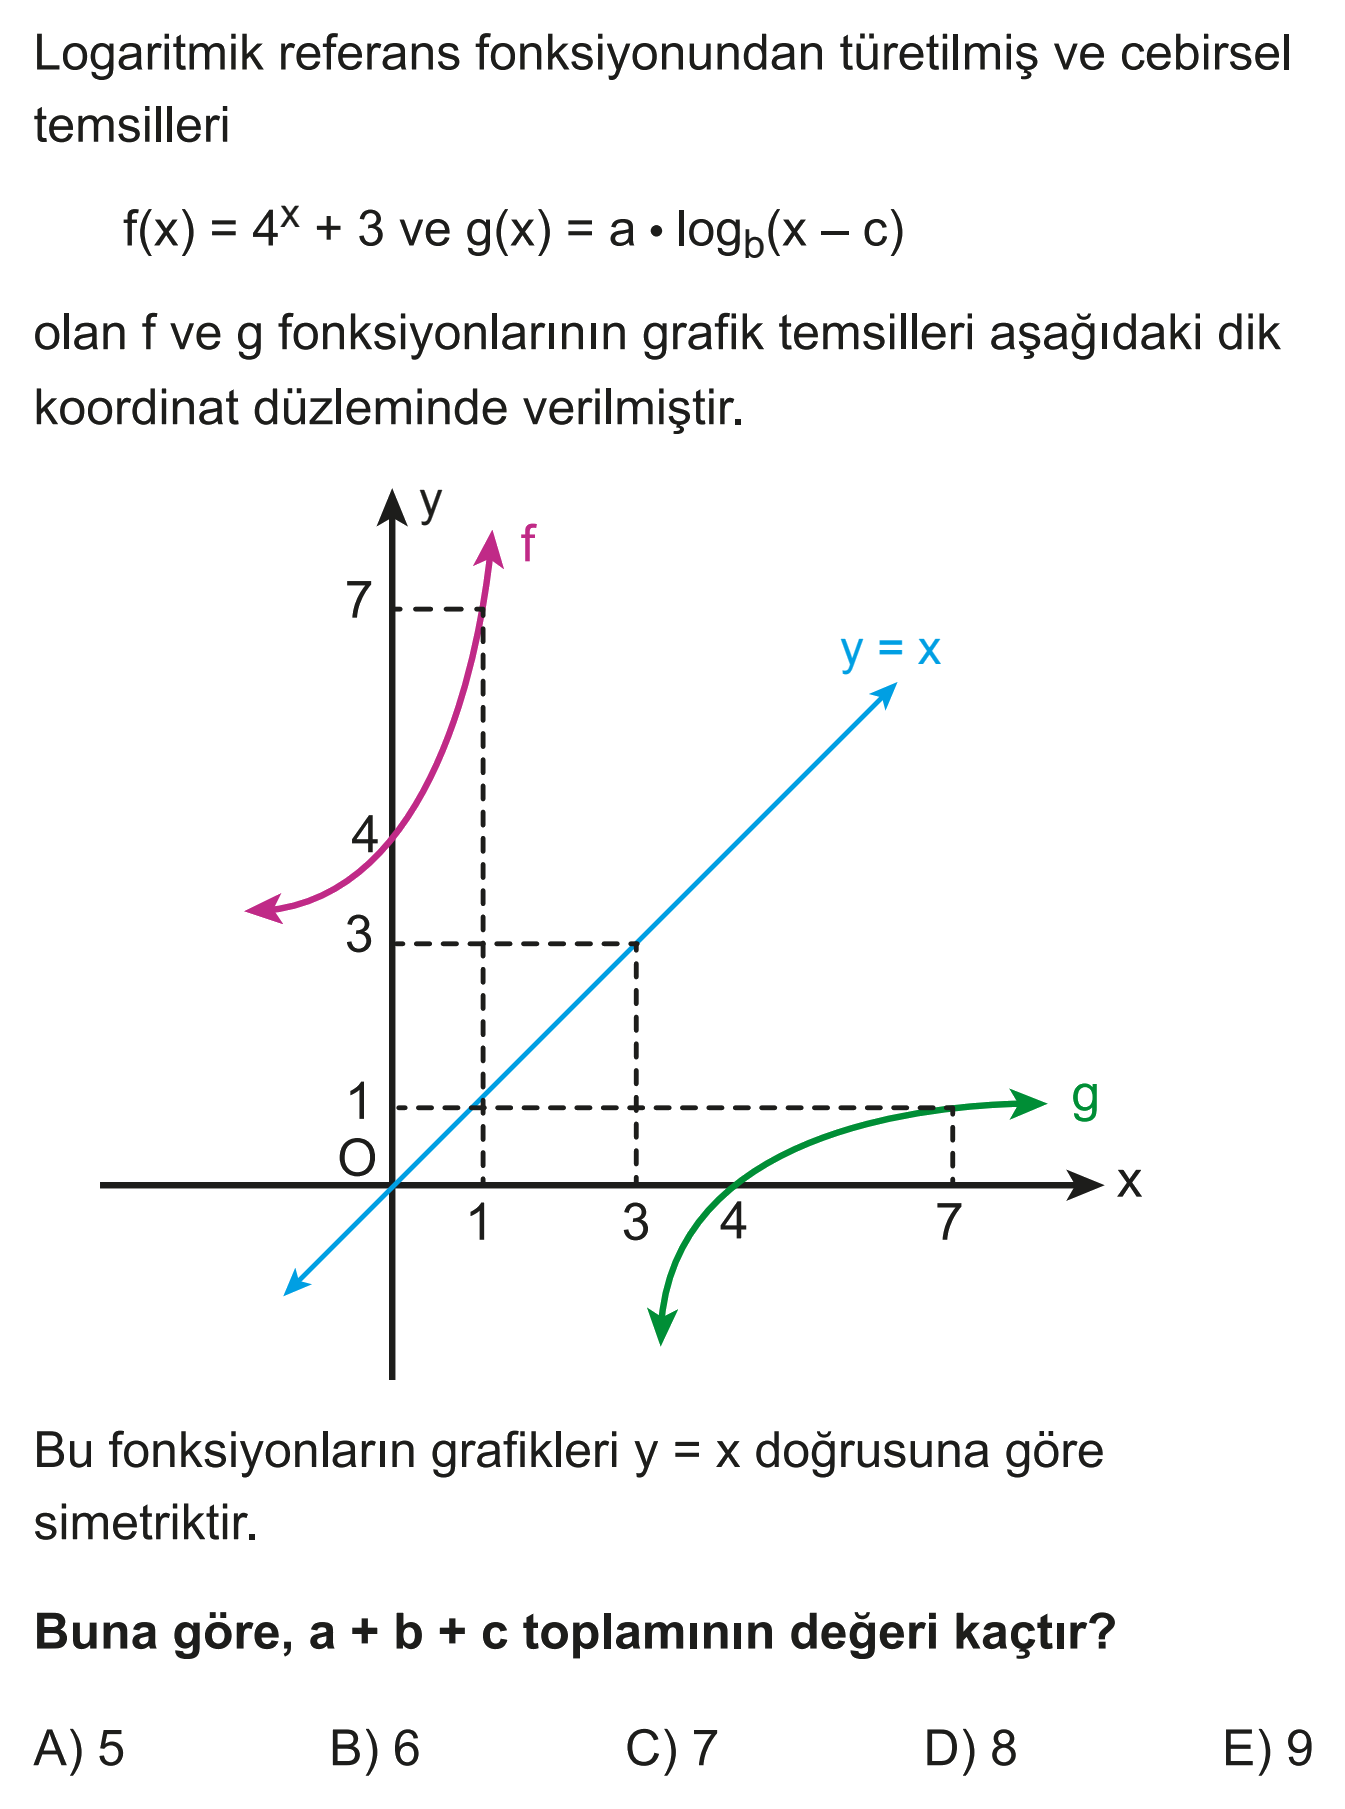 Logaritmik referans fonksiyonundan türetilmiş ve cebirsel
temsilleri
f(x) = 4ˣ + 3 ve g(x) = a • log_b(x – c)
olan f ve g fonksiyonlarının grafik temsilleri aşağıdaki dik
koordinat düzleminde verilmiştir.
y
f
7
y = x
4
3
1
g
O
x
1 3 4 7
Bu fonksiyonların grafikleri y = x doğrusuna göre
simetriktir.
Buna göre, a + b + c toplamının değeri kaçtır?
A) 5 B) 6 C) 7 D) 8 E) 9